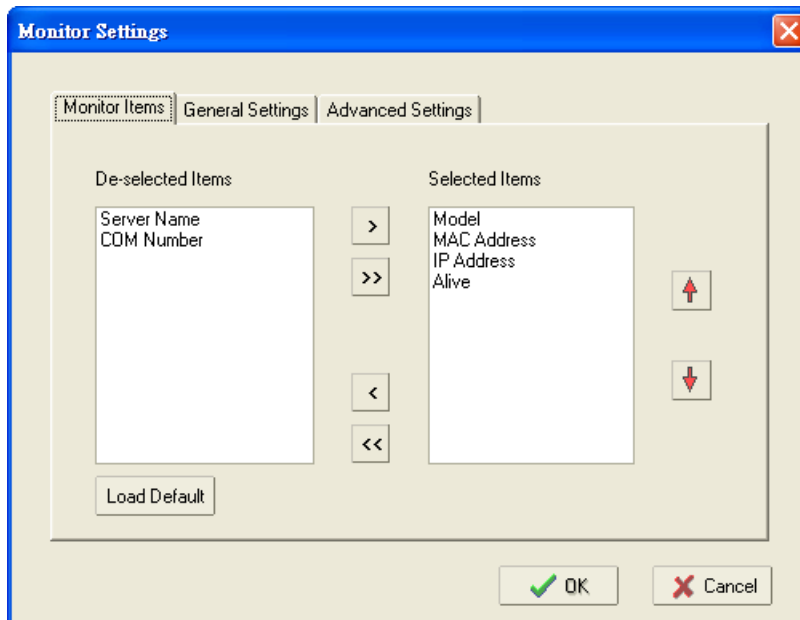 Monitor Settings
Monitor Items
General Settings
Advanced Settings
De-selected Items
Server Name
COM Number
>
>>
<
<<
Selected Items
Model
MAC Address
IP Address
Alive
Load Default
OK
Cancel